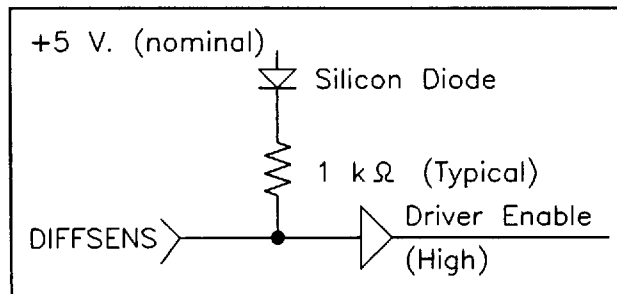 +5 V. (nominal)
Silicon Diode
1 kΩ (Typical)
DIFFSENS
Driver Enable
(High)